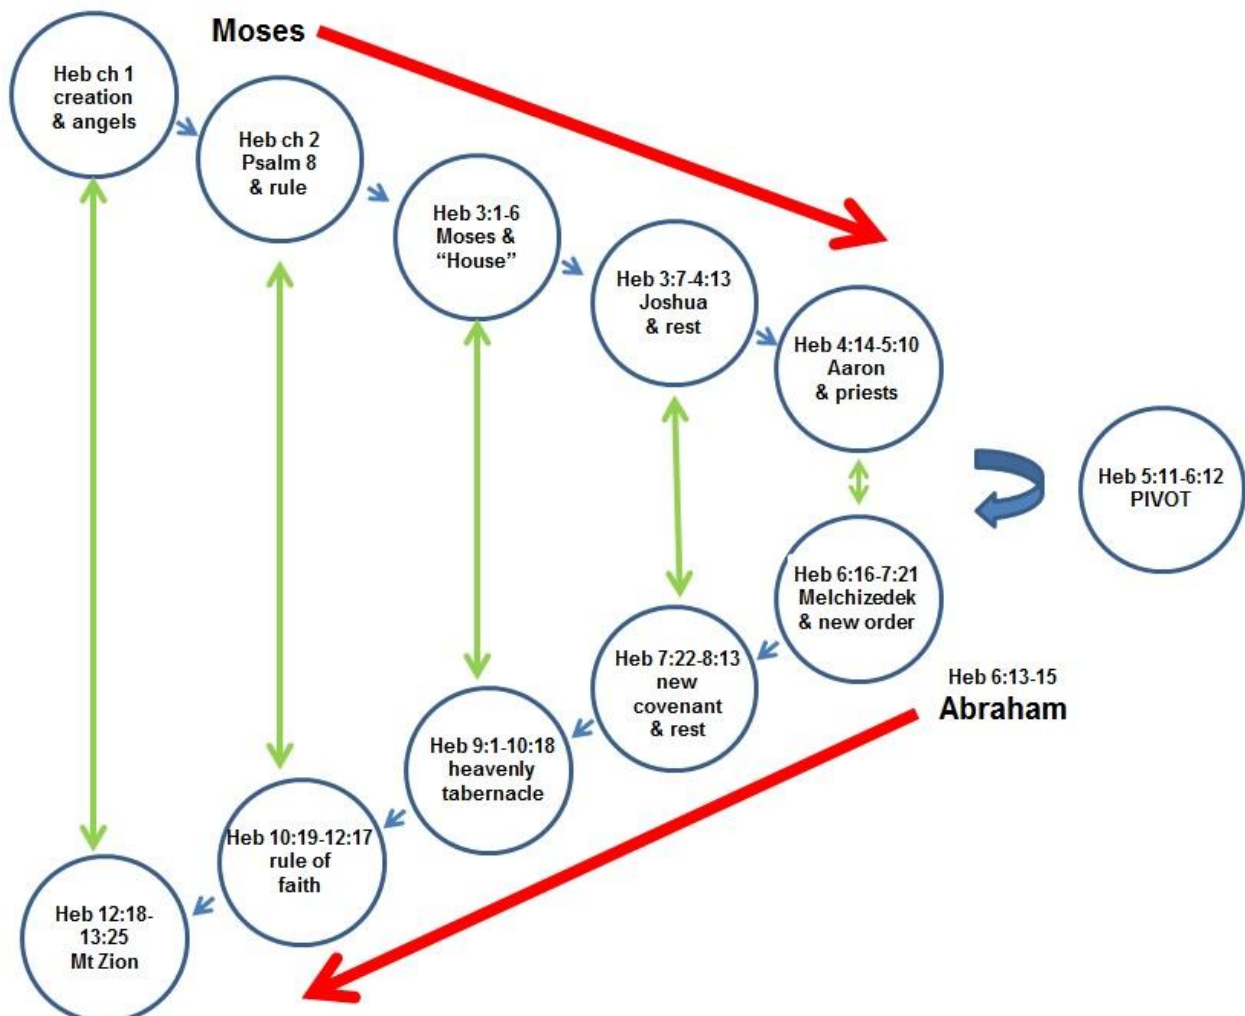 Moses
Heb ch 1
creation
& angels
Heb ch 2
Psalm 8
& rule
Heb 3:1-6
Moses &
“House”
Heb 3:7-4:13
Joshua
& rest
Heb 4:14-5:10
Aaron
& priests
Heb 5:11-6:12
PIVOT
Heb 6:16-7:21
Melchizedek
& new order
Heb 6:13-15
Abraham
Heb 7:22-8:13
new
covenant
& rest
Heb 9:1-10:18
heavenly
tabernacle
Heb 10:19-12:17
rule of
faith
Heb 12:18-
13:25
Mt Zion